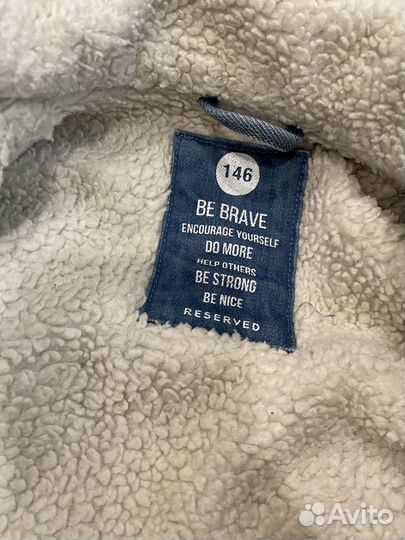 146
BE BRAVE
ENCOURAGE YOURSELF
DO MORE
HELP OTHERS
BE STRONG
BE NICE
RESERVED
Avito